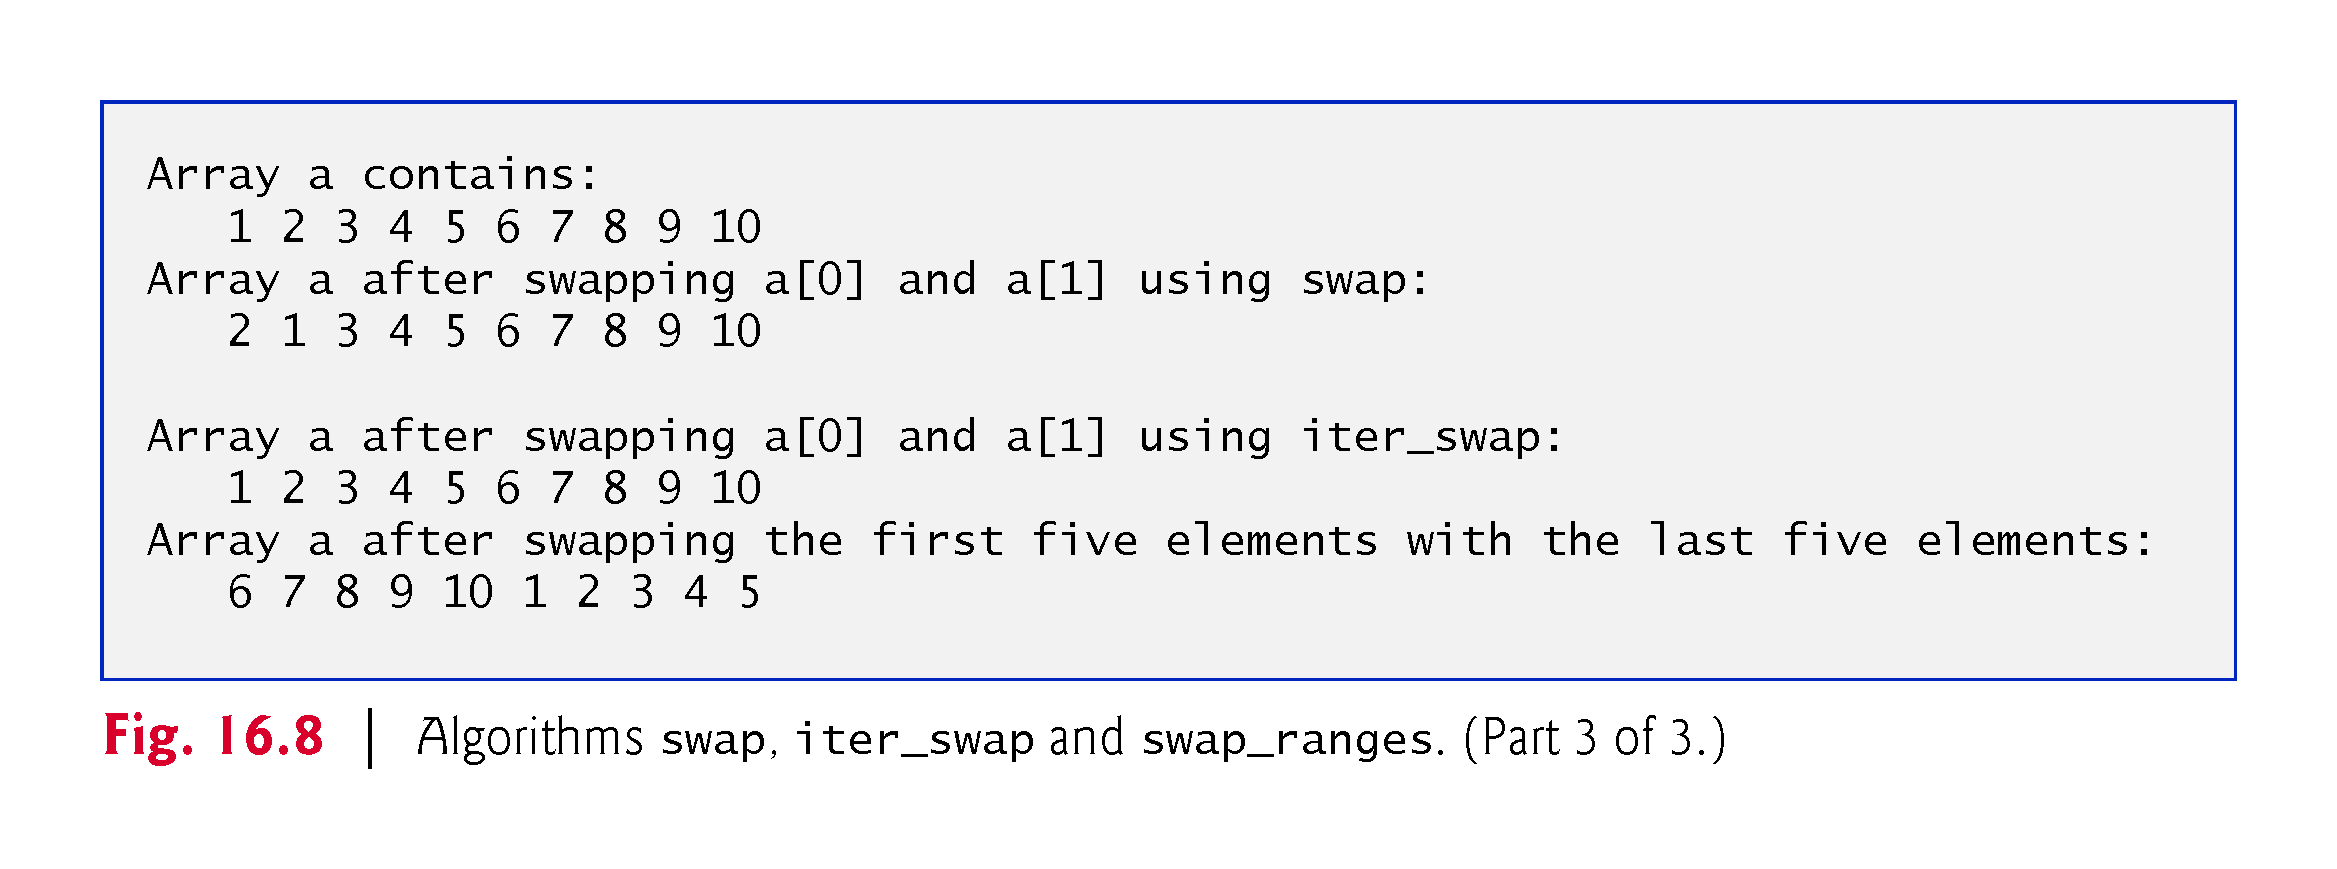 Array a contains:
   1 2 3 4 5 6 7 8 9 10
Array a after swapping a[0] and a[1] using swap:
   2 1 3 4 5 6 7 8 9 10
Array a after swapping a[0] and a[1] using iter_swap:
   1 2 3 4 5 6 7 8 9 10
Array a after swapping the first five elements with the last five elements:
   6 7 8 9 10 1 2 3 4 5
Fig. 16.8 | Algorithms swap, iter_swap and swap_ranges. (Part 3 of 3.)